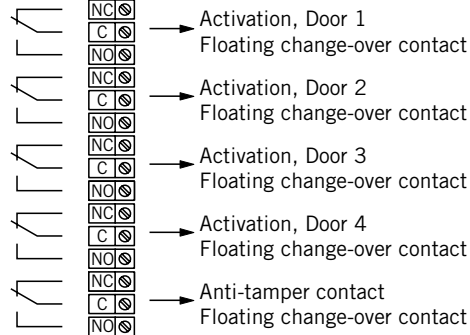 NC
C
NO
Activation, Door 1
Floating change-over contact
NC
C
NO
Activation, Door 2
Floating change-over contact
NC
C
NO
Activation, Door 3
Floating change-over contact
NC
C
NO
Activation, Door 4
Floating change-over contact
NC
C
NO
Anti-tamper contact
Floating change-over contact